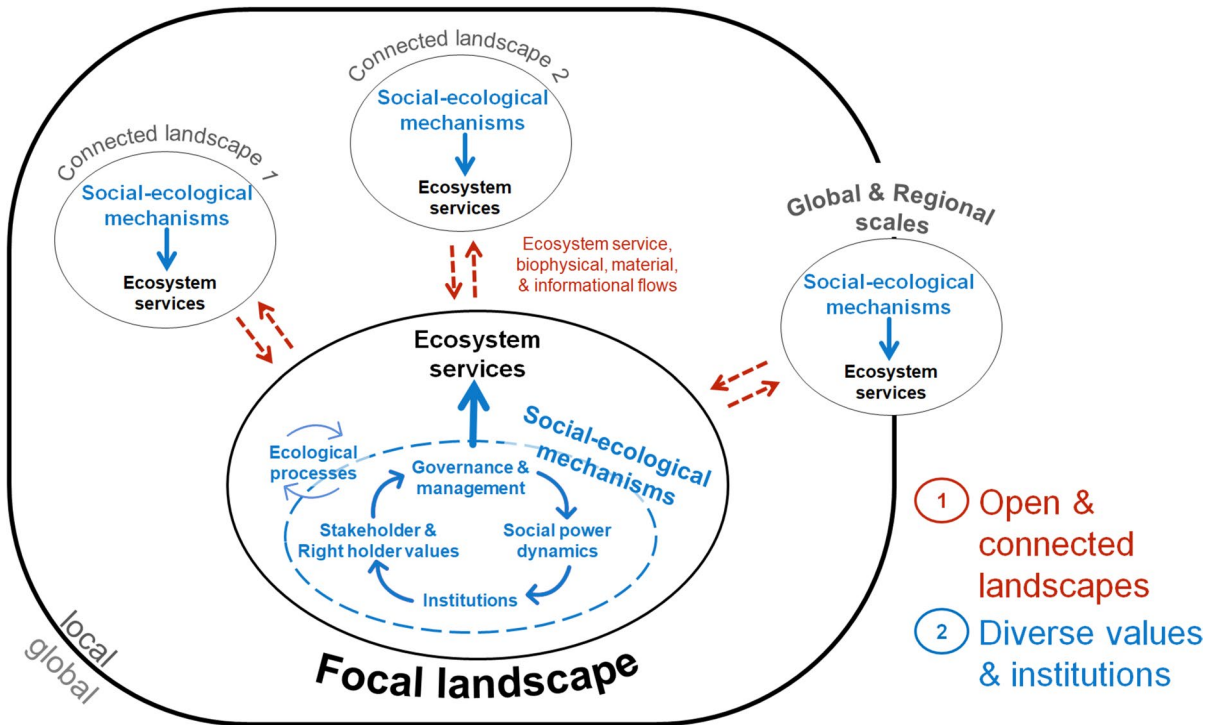 Connected landscape 1
Social-ecological
mechanisms
Ecosystem
services
Connected landscape 2
Social-ecological
mechanisms
Ecosystem
services
Global & Regional
scales
Social-ecological
mechanisms
Ecosystem
services
Ecosystem service,
biophysical, material,
& informational flows
Ecosystem
services
Social-ecological
mechanisms
Ecological
processes
Governance &
management
Stakeholder &
Right holder values
Social power
dynamics
Institutions
Focal landscape
local
global
1 Open &
connected
landscapes
2 Diverse values
& institutions